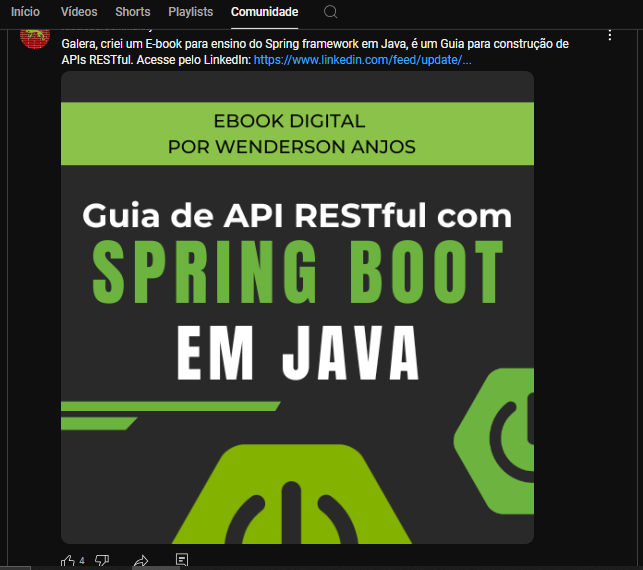 Início Vídeos Shorts Playlists Comunidade
Galera, criei um E-book para ensino do Spring framework em Java, é um Guia para construção de
APIs RESTful. Acesse pelo LinkedIn: https://www.linkedin.com/feed/update/...
EBOOK DIGITAL
POR WENDERSON ANJOS
Guia de API RESTful com
SPRING BOOT
EM JAVA
4